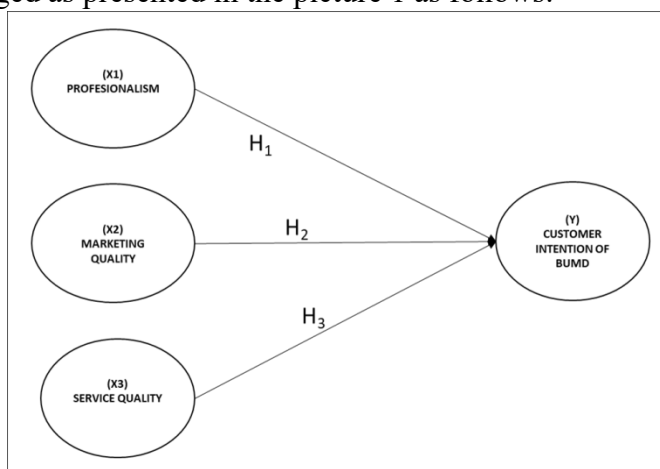 ged as presented in the picture 1 as follows:
(X1)
PROFESIONALISM
H₁
(X2)
MARKETING
QUALITY
H₂
(Y)
CUSTOMER
INTENTION OF
BUMD
H₃
(X3)
SERVICE QUALITY